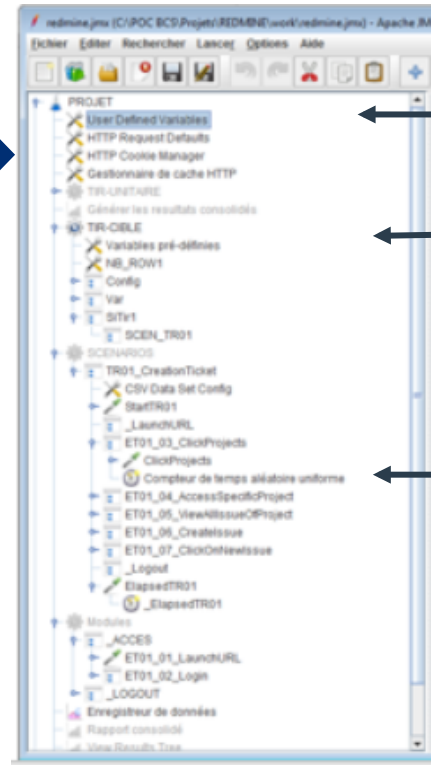 redmine.jmx (C:\POC BCS\Projets\REDMINE\work\redmine.jmx) - Apache JM
Fichier Editer Rechercher Lancer Options Aide
PROJET
User Defined Variables
HTTP Request Defaults
HTTP Cookie Manager
Gestionnaire de cache HTTP
TIR-UNITAIRE
Générer les resultats consolidés
TIR-CIBLE
Variables pré-définies
NB_ROW1
Config
Var
SiTir1
SCEN_TR01
SCENARIOS
TR01_CreationTicket
CSV Data Set Config
StartTR01
_LaunchURL
ET01_03_ClickProjects
ClickProjects
Compteur de temps aléatoire uniforme
ET01_04_AccessSpecificProject
ET01_05_ViewAllIssueOfProject
ET01_06_CreateIssue
ET01_07_ClickOnNewIssue
_Logout
ElapsedTR01
_ElapsedTR01
Modules
_ACCES
ET01_01_LaunchURL
ET01_02_Login
_LOGOUT
Enregistreur de données
Rapport consolidé
View Results Tree